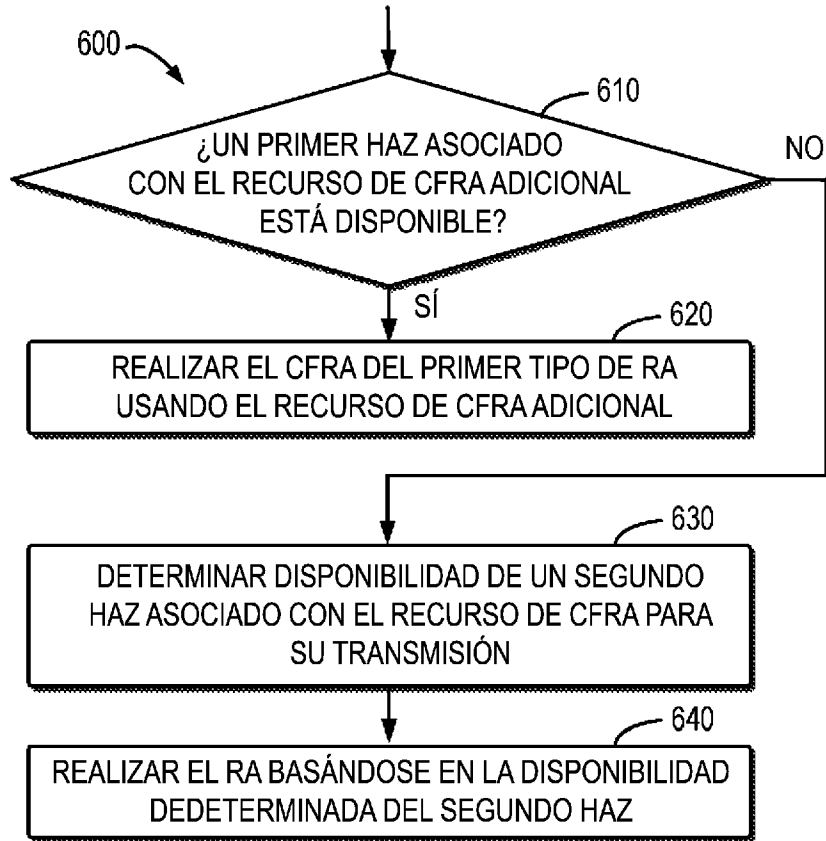 600
610
¿UN PRIMER HAZ ASOCIADO
CON EL RECURSO DE CFRA ADICIONAL
ESTÁ DISPONIBLE?
NO
SÍ
620
REALIZAR EL CFRA DEL PRIMER TIPO DE RA
USANDO EL RECURSO DE CFRA ADICIONAL
630
DETERMINAR DISPONIBILIDAD DE UN SEGUNDO
HAZ ASOCIADO CON EL RECURSO DE CFRA PARA
SU TRANSMISIÓN
640
REALIZAR EL RA BASÁNDOSE EN LA DISPONIBILIDAD
DEDETERMINADA DEL SEGUNDO HAZ